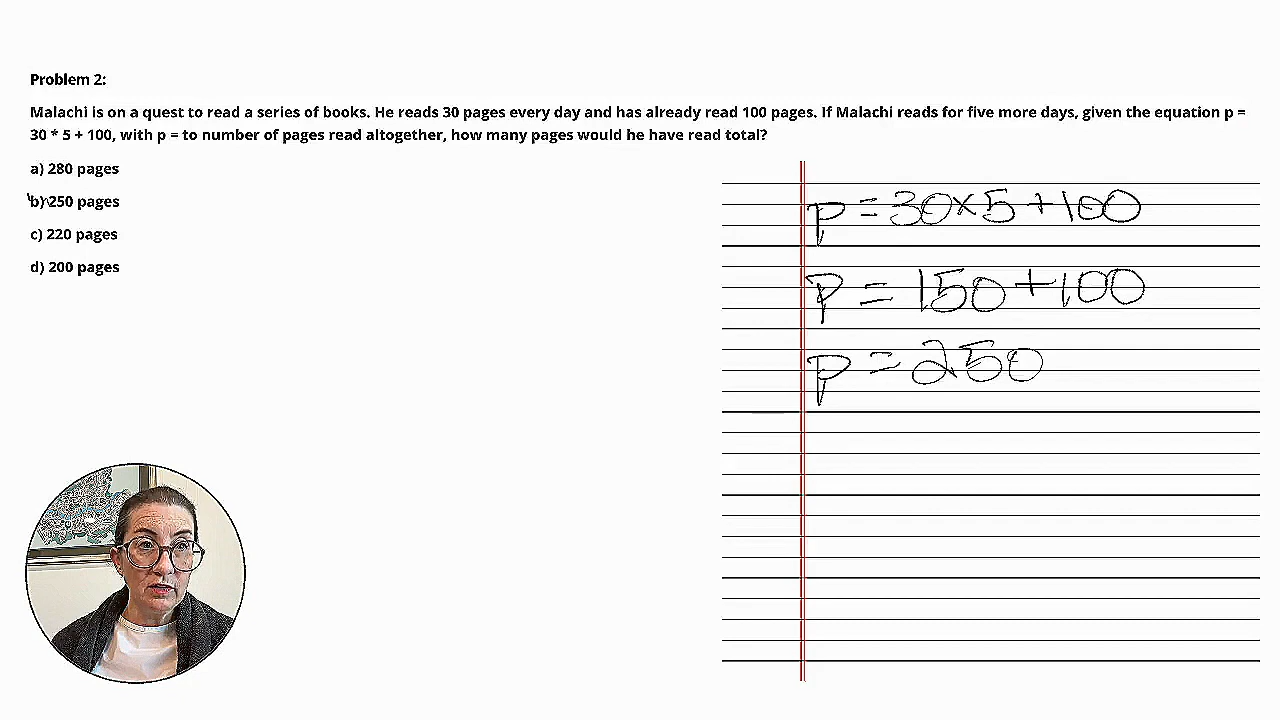 Problem 2:
Malachi is on a quest to read a series of books. He reads 30 pages every day and has already read 100 pages. If Malachi reads for five more days, given the equation p =
30 * 5 + 100, with p = to number of pages read altogether, how many pages would he have read total?
a) 280 pages
b) 250 pages
c) 220 pages
d) 200 pages
p = 30 x 5 + 100
p = 150 + 100
p = 250